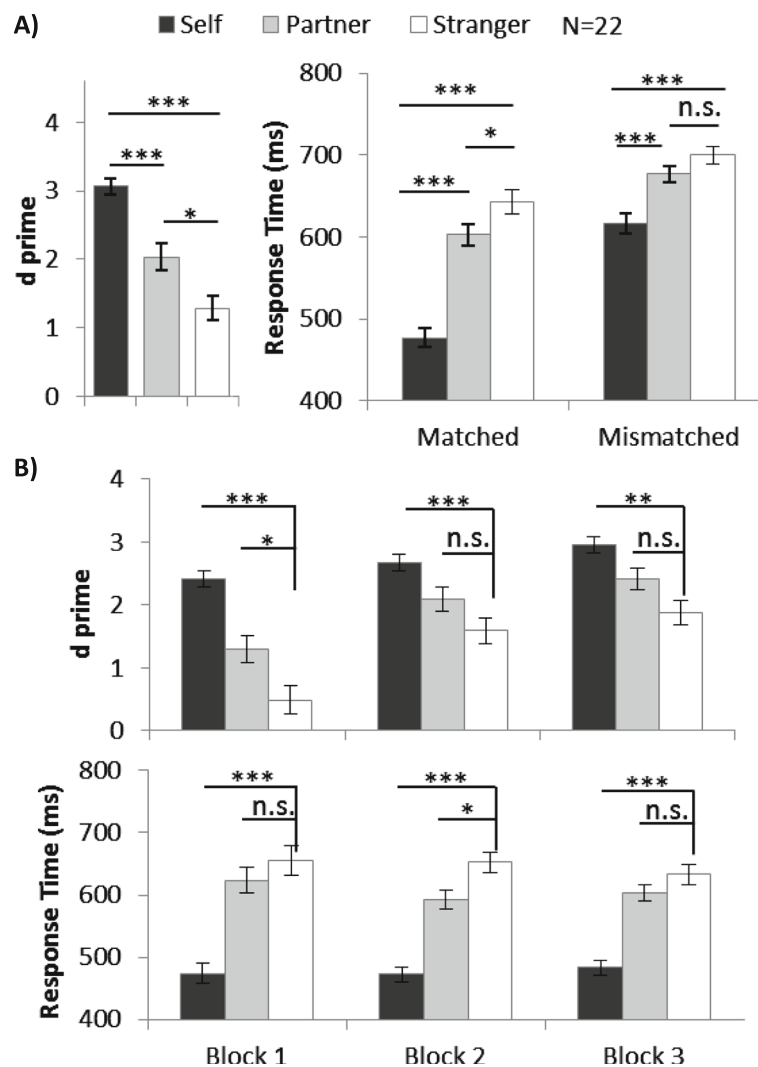 A) Self Partner Stranger N=22
800
4 *** *** ***
n.s.
* 700
3 *** ***
*** *
d prime Response Time (ms)
2 600
1 500
0 400
Matched Mismatched
B)
4
*** *** **
3 * n.s. n.s.
d prime
2
1
0
800
*** *** ***
n.s. * n.s.
700
Response Time (ms)
600
500
400
Block 1 Block 2 Block 3